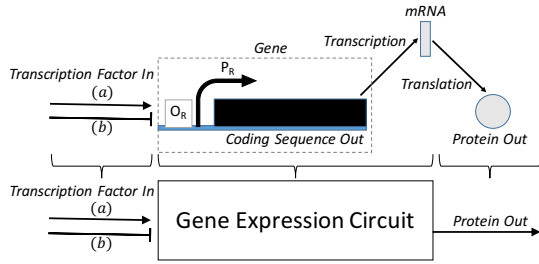 mRNA
Gene
Transcription
Transcription Factor In
(a)
(b)
O_R
P_R
Translation
Coding Sequence Out
Protein Out
Transcription Factor In
(a)
(b)
Gene Expression Circuit
Protein Out